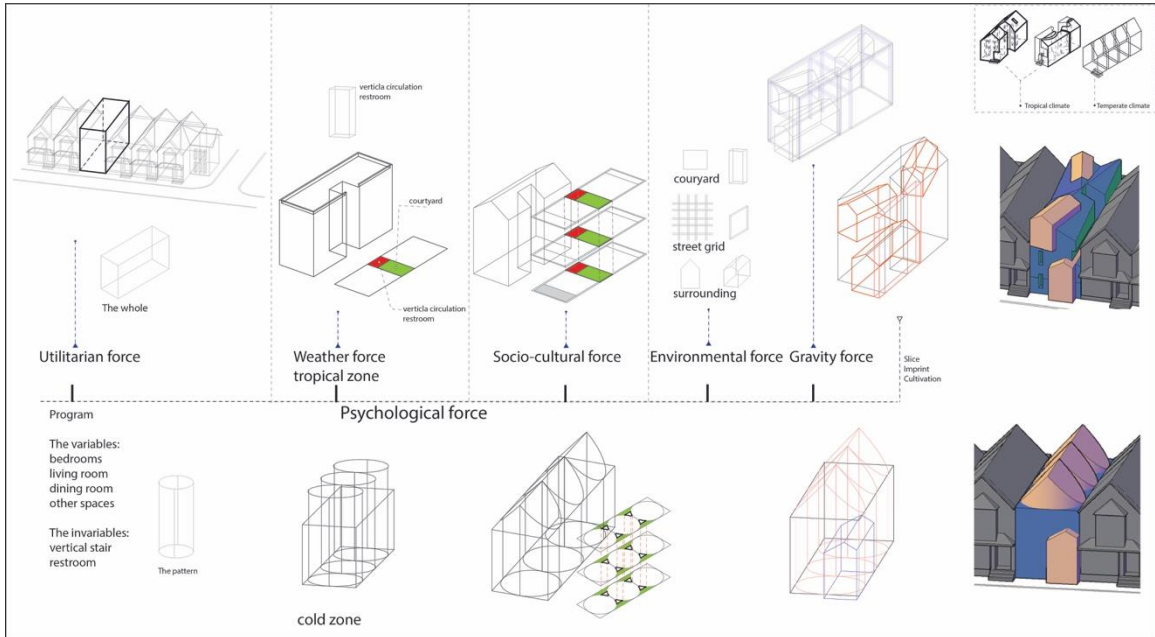 Tropical climate
Temperate climate
verticla circulation
restroom
courtyard
verticla circulation
restroom
The whole
couryard
street grid
surrounding
Utilitarian force
Weather force
tropical zone
Socio-cultural force
Environmental force
Gravity force
Slice
Imprint
Cultivation
Psychological force
Program
The variables:
bedrooms
living room
dining room
other spaces
The invariables:
vertical stair
restroom
The pattern
cold zone